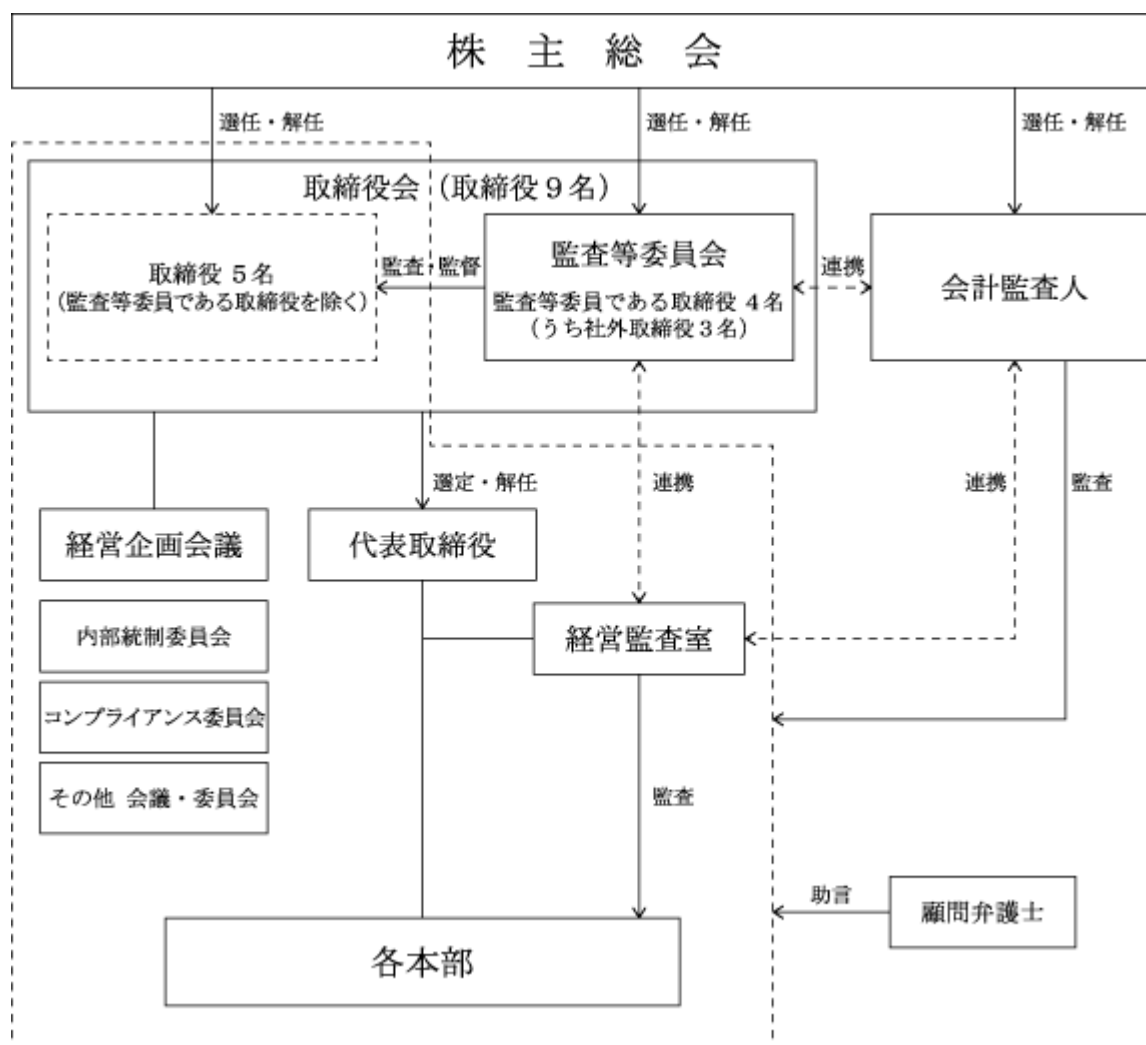 株 主 総 会
選任・解任
選任・解任
選任・解任
取締役会（取締役９名）
取締役 ５名
（監査等委員である取締役を除く）
監査・監督
監査等委員会
監査等委員である取締役 ４名
（うち社外取締役３名）
連携
会計監査人
選定・解任
連携
連携
監査
経営企画会議
代表取締役
内部統制委員会
経営監査室
コンプライアンス委員会
その他 会議・委員会
監査
助言
顧問弁護士
各本部